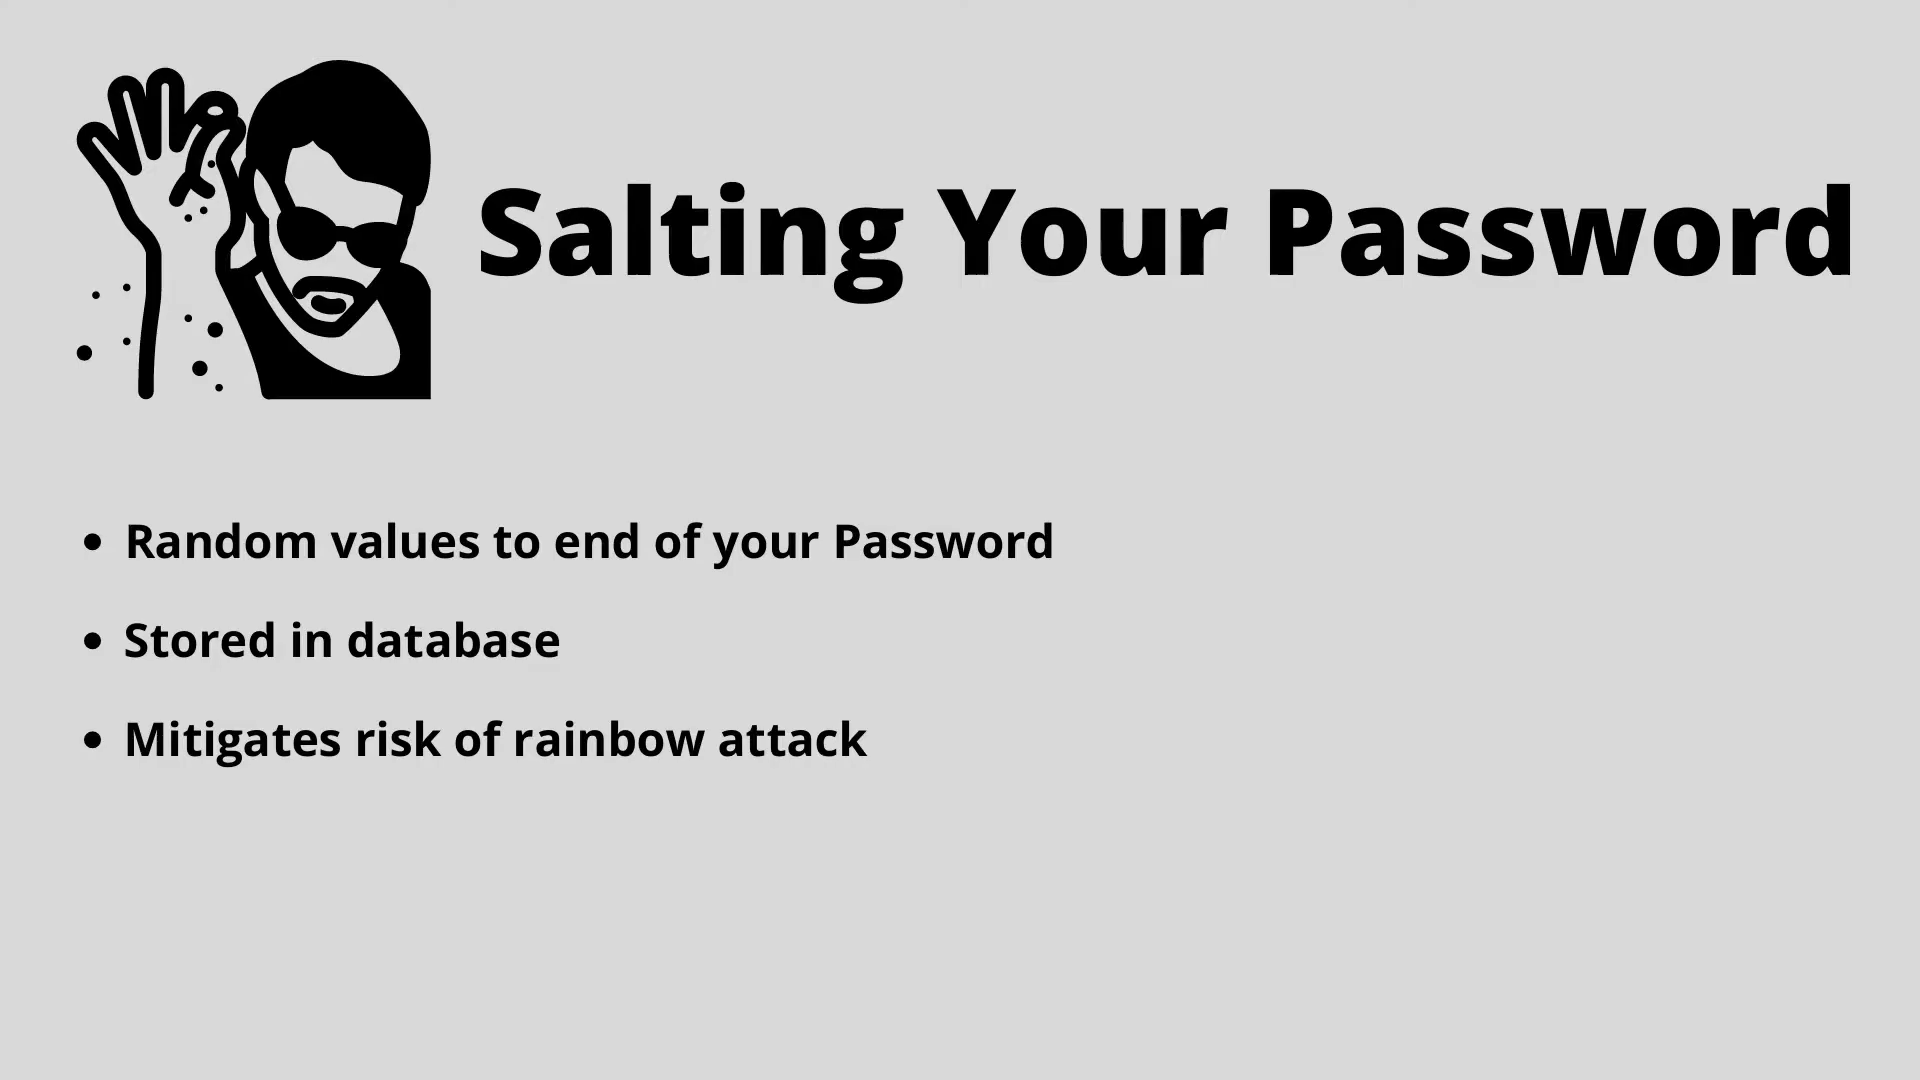 Salting Your Password
• Random values to end of your Password
• Stored in database
• Mitigates risk of rainbow attack